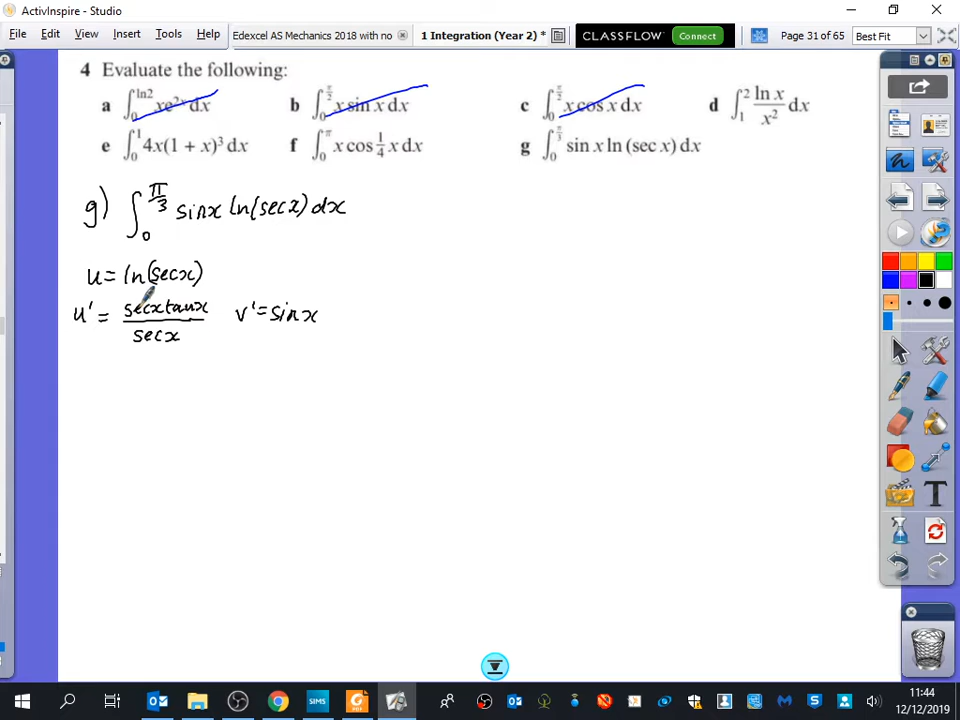 ActivInspire - Studio
File Edit View Insert Tools Help Edexcel AS Mechanics 2018 with no 1 Integration (Year 2) * CLASSFLOW Connect Page 31 of 65 Best Fit
4 Evaluate the following:
a ∫₀^{ln2} xe^{2x} dx b ∫₀^{π/2} x sin x dx c ∫₀^{π/2} x cos x dx d ∫₁² ln x/x² dx
e ∫₀¹ 4x(1 + x)³ dx f ∫₀^π x cos 1/4 x dx g ∫₀^{π/3} sin x ln (sec x) dx
g) ∫₀^{π/3} sinx ln(secx) dx
u = ln(secx)
u' = secxtanx/secx v' = sinx
SIMS
PDF
11:44
12/12/2019